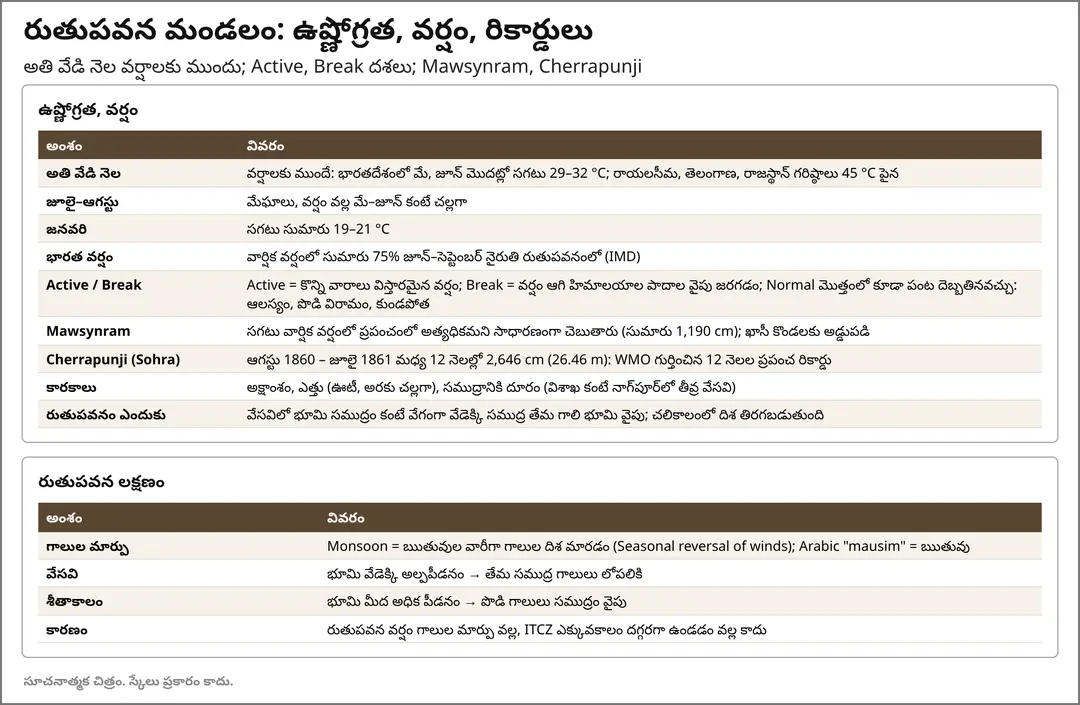 రుతుపవన మండలం: ఉష్ణోగ్రత, వర్షం, రికార్డులు
అతి వేడి నెల వర్షాలకు ముందు; Active, Break దశలు; Mawsynram, Cherrapunji
ఉష్ణోగ్రత, వర్షం
అంశం వివరం
అతి వేడి నెల వర్షాలకు ముందే: భారతదేశంలో మే, జూన్ మొదట్లో సగటు 29–32 °C; రాయలసీమ, తెలంగాణ, రాజస్థాన్ గరిష్ఠాలు 45 °C పైన
జూలై–ఆగస్టు మేఘాలు, వర్షం వల్ల మే–జూన్ కంటే చల్లగా
జనవరి సగటు సుమారు 19–21 °C
భారత వర్షం వార్షిక వర్షంలో సుమారు 75% జూన్–సెప్టెంబర్ నైరుతి రుతుపవనంలో (IMD)
Active / Break Active = కొన్ని వారాలు విస్తారమైన వర్షం; Break = వర్షం ఆగి హిమాలయాల పాదాల వైపు జరగడం; Normal మొత్తంలో కూడా పంట దెబ్బతినవచ్చు:
ఆలస్యం, పొడి విరామం, కుండపోత
Mawsynram సగటు వార్షిక వర్షంలో ప్రపంచంలో అత్యధికమని సాధారణంగా చెబుతారు (సుమారు 1,190 cm); ఖాసీ కొండలకు అడ్డుపడి
Cherrapunji (Sohra) ఆగస్టు 1860 – జూలై 1861 మధ్య 12 నెలల్లో 2,646 cm (26.46 m): WMO గుర్తించిన 12 నెలల ప్రపంచ రికార్డు
కారకాలు అక్షాంశం, ఎత్తు (ఊటీ, అరకు చల్లగా), సముద్రానికి దూరం (విశాఖ కంటే నాగ్‌పూర్‌లో తీవ్ర వేసవి)
రుతుపవనం ఎందుకు వేసవిలో భూమి సముద్రం కంటే వేగంగా వేడెక్కి సముద్ర తేమ గాలి భూమి వైపు; చలికాలంలో దిశ తిరగబడుతుంది
రుతుపవన లక్షణం
అంశం వివరం
గాలుల మార్పు Monsoon = ఋతువుల వారీగా గాలుల దిశ మారడం (Seasonal reversal of winds); Arabic "mausim" = ఋతువు
వేసవి భూమి వేడెక్కి అల్పపీడనం → తేమ సముద్ర గాలులు లోపలికి
శీతాకాలం భూమి మీద అధిక పీడనం → పొడి గాలులు సముద్రం వైపు
కారణం రుతుపవన వర్షం గాలుల మార్పు వల్ల, ITCZ ఎక్కువకాలం దగ్గరగా ఉండడం వల్ల కాదు
సూచనాత్మక చిత్రం. స్కేలు ప్రకారం కాదు.